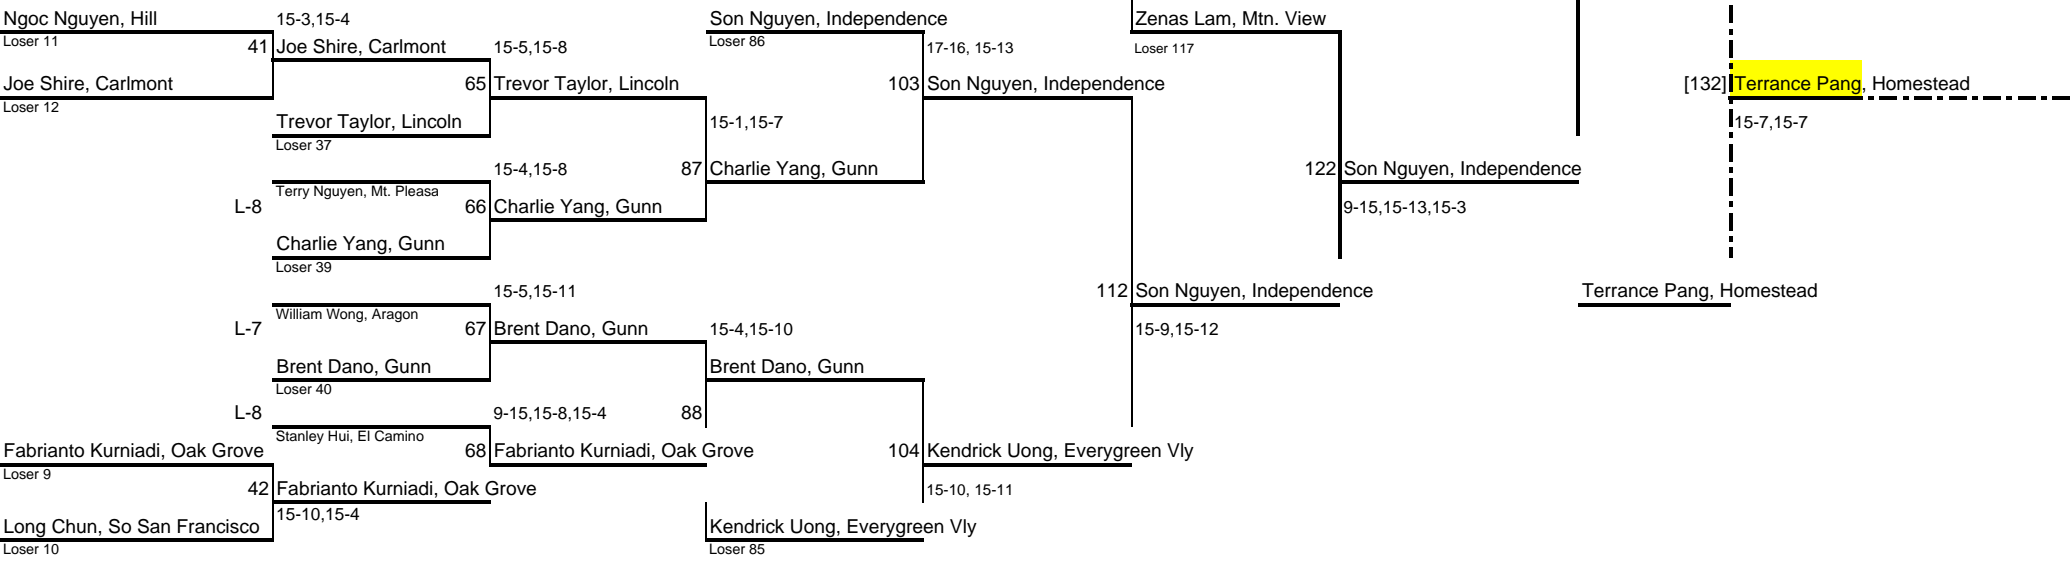 Ngoc Nguyen, Hill
15-3,15-4
Son Nguyen, Independence
Zenas Lam, Mtn. View
Loser 11
41
Joe Shire, Carlmont
15-5,15-8
Loser 86
17-16, 15-13
Loser 117
Joe Shire, Carlmont
65
Trevor Taylor, Lincoln
103
Son Nguyen, Independence
[132]
Terrance Pang, Homestead
Loser 12
Trevor Taylor, Lincoln
15-1,15-7
15-7,15-7
Loser 37
15-4,15-8
87
Charlie Yang, Gunn
122
Son Nguyen, Independence
Terry Nguyen, Mt. Pleasa
L-8
66
Charlie Yang, Gunn
9-15,15-13,15-3
Charlie Yang, Gunn
Loser 39
15-5,15-11
112
Son Nguyen, Independence
Terrance Pang, Homestead
William Wong, Aragon
L-7
67
Brent Dano, Gunn
15-4,15-10
15-9,15-12
Brent Dano, Gunn
Brent Dano, Gunn
Loser 40
L-8
9-15,15-8,15-4
88
Stanley Hui, El Camino
Fabrianto Kurniadi, Oak Grove
68
Fabrianto Kurniadi, Oak Grove
104
Kendrick Uong, Everygreen Vly
Loser 9
42
Fabrianto Kurniadi, Oak Grove
15-10, 15-11
15-10,15-4
Long Chun, So San Francisco
Kendrick Uong, Everygreen Vly
Loser 10
Loser 85